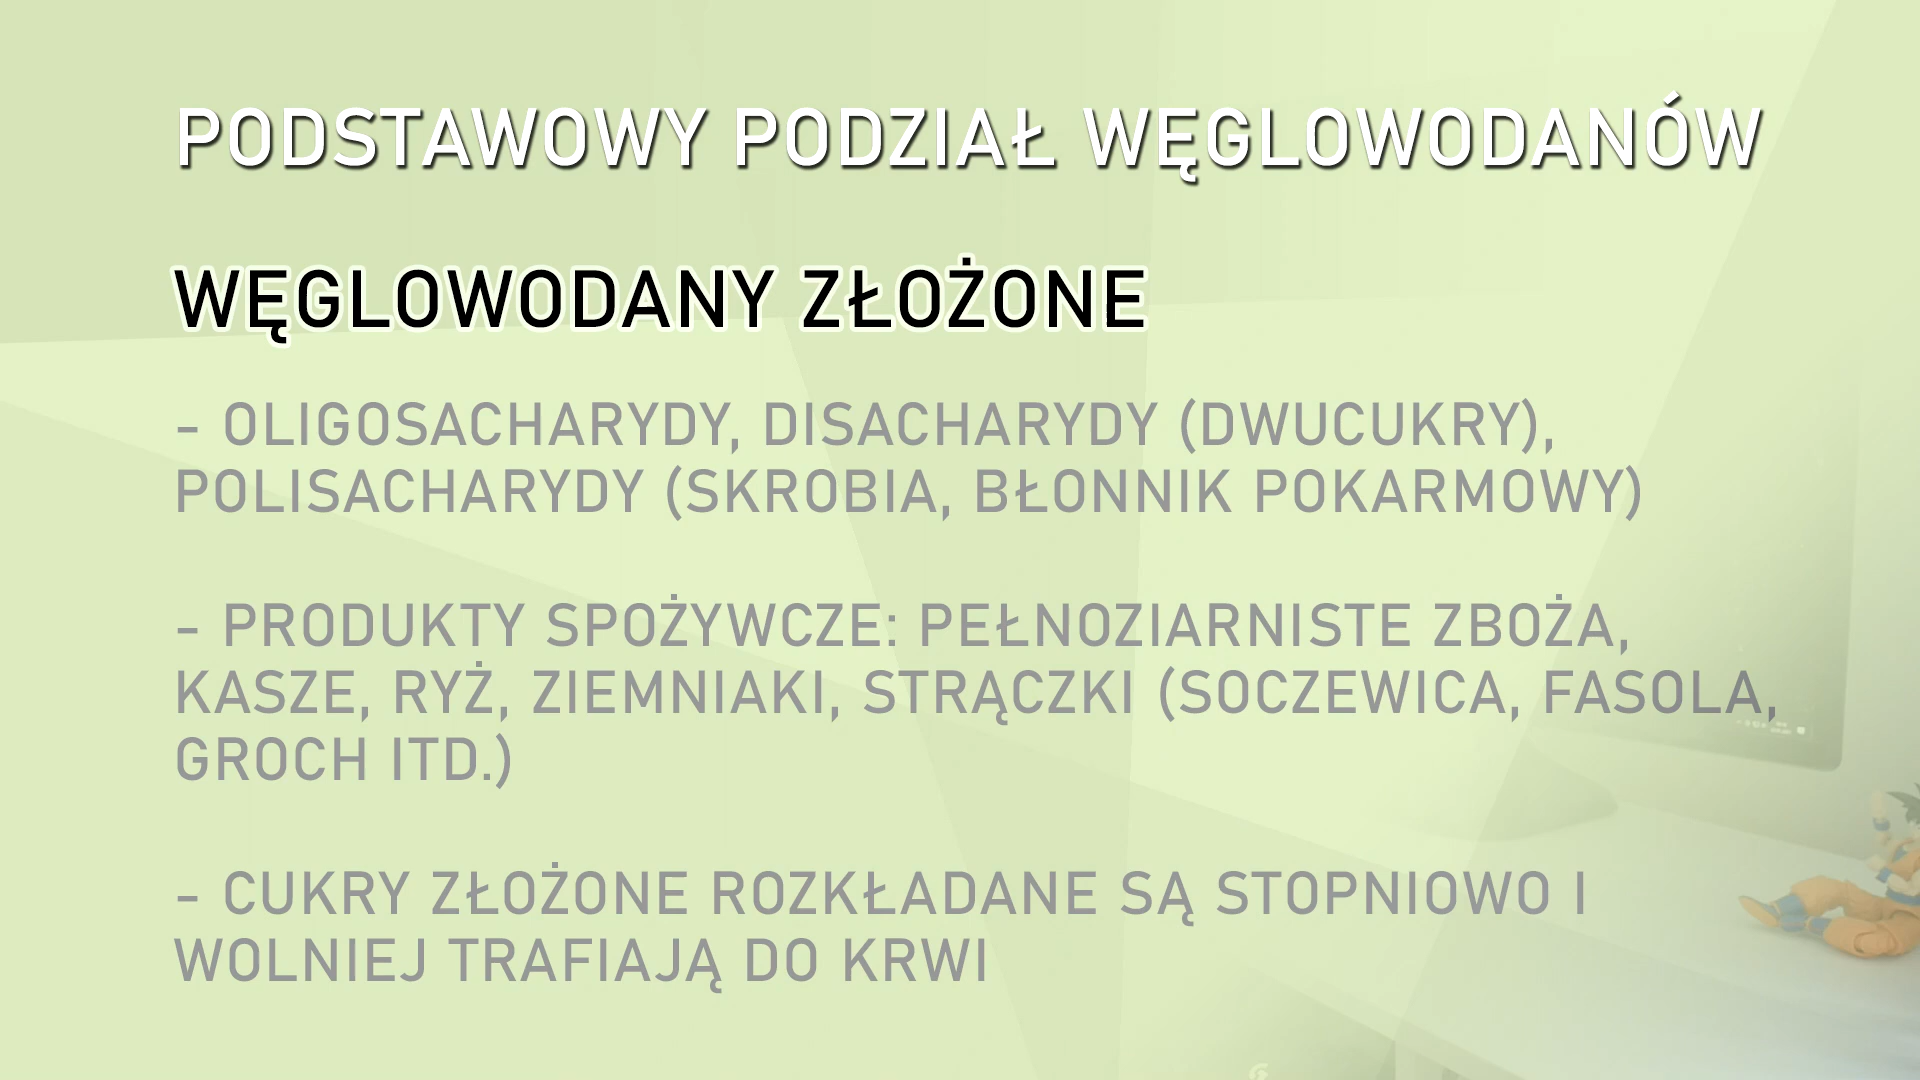 PODSTAWOWY PODZIAŁ WĘGLOWODANÓW
WĘGLOWODANY ZŁOŻONE
- OLIGOSACHARYDY, DISACHARYDY (DWUCUKRY),
POLISACHARYDY (SKROBIA, BŁONNIK POKARMOWY)
- PRODUKTY SPOŻYWCZE: PEŁNOZIARNISTE ZBOŻA,
KASZE, RYŻ, ZIEMNIAKI, STRĄCZKI (SOCZEWICA, FASOLA,
GROCH ITD.)
- CUKRY ZŁOŻONE ROZKŁADANE SĄ STOPNIOWO I
WOLNIEJ TRAFIAJĄ DO KRWI